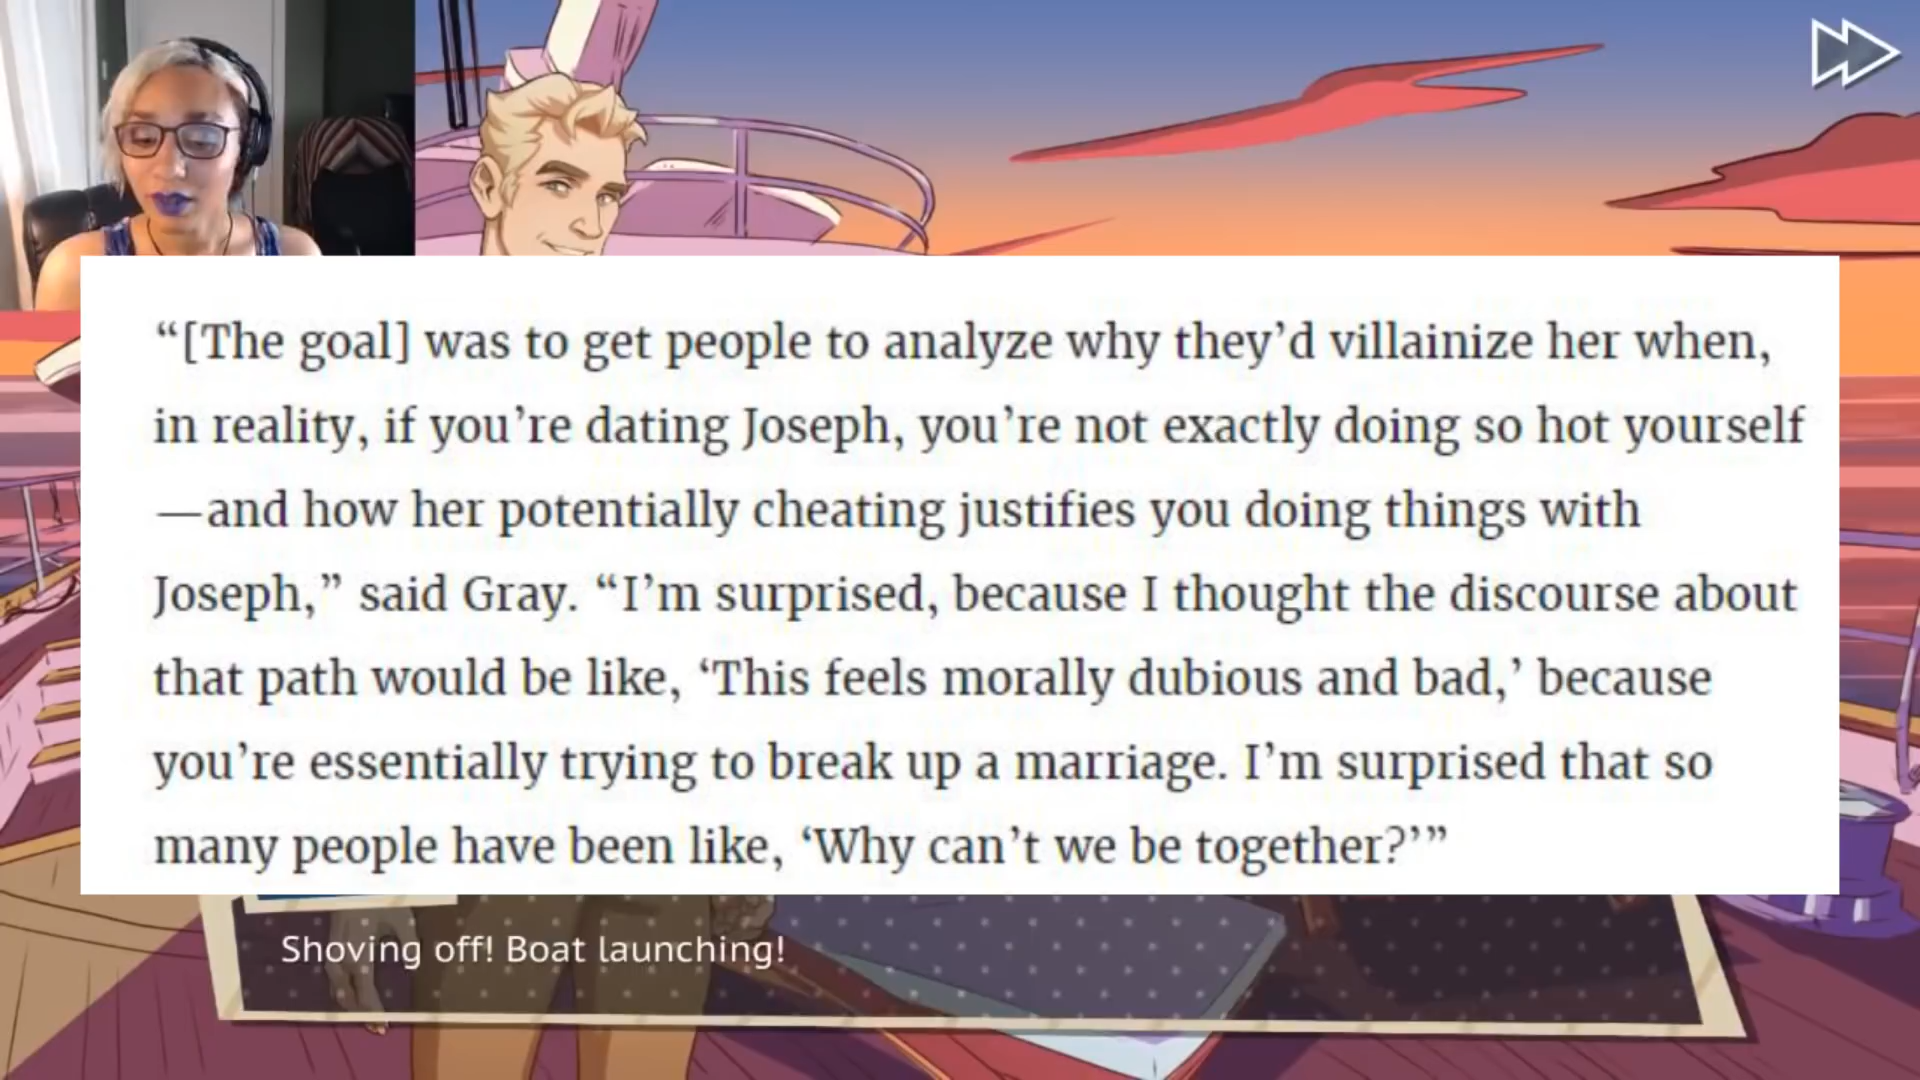 “[The goal] was to get people to analyze why they’d villainize her when,
in reality, if you’re dating Joseph, you’re not exactly doing so hot yourself
—and how her potentially cheating justifies you doing things with
Joseph,” said Gray. “I’m surprised, because I thought the discourse about
that path would be like, ‘This feels morally dubious and bad,’ because
you’re essentially trying to break up a marriage. I’m surprised that so
many people have been like, ‘Why can’t we be together?’”
Shoving off! Boat launching!